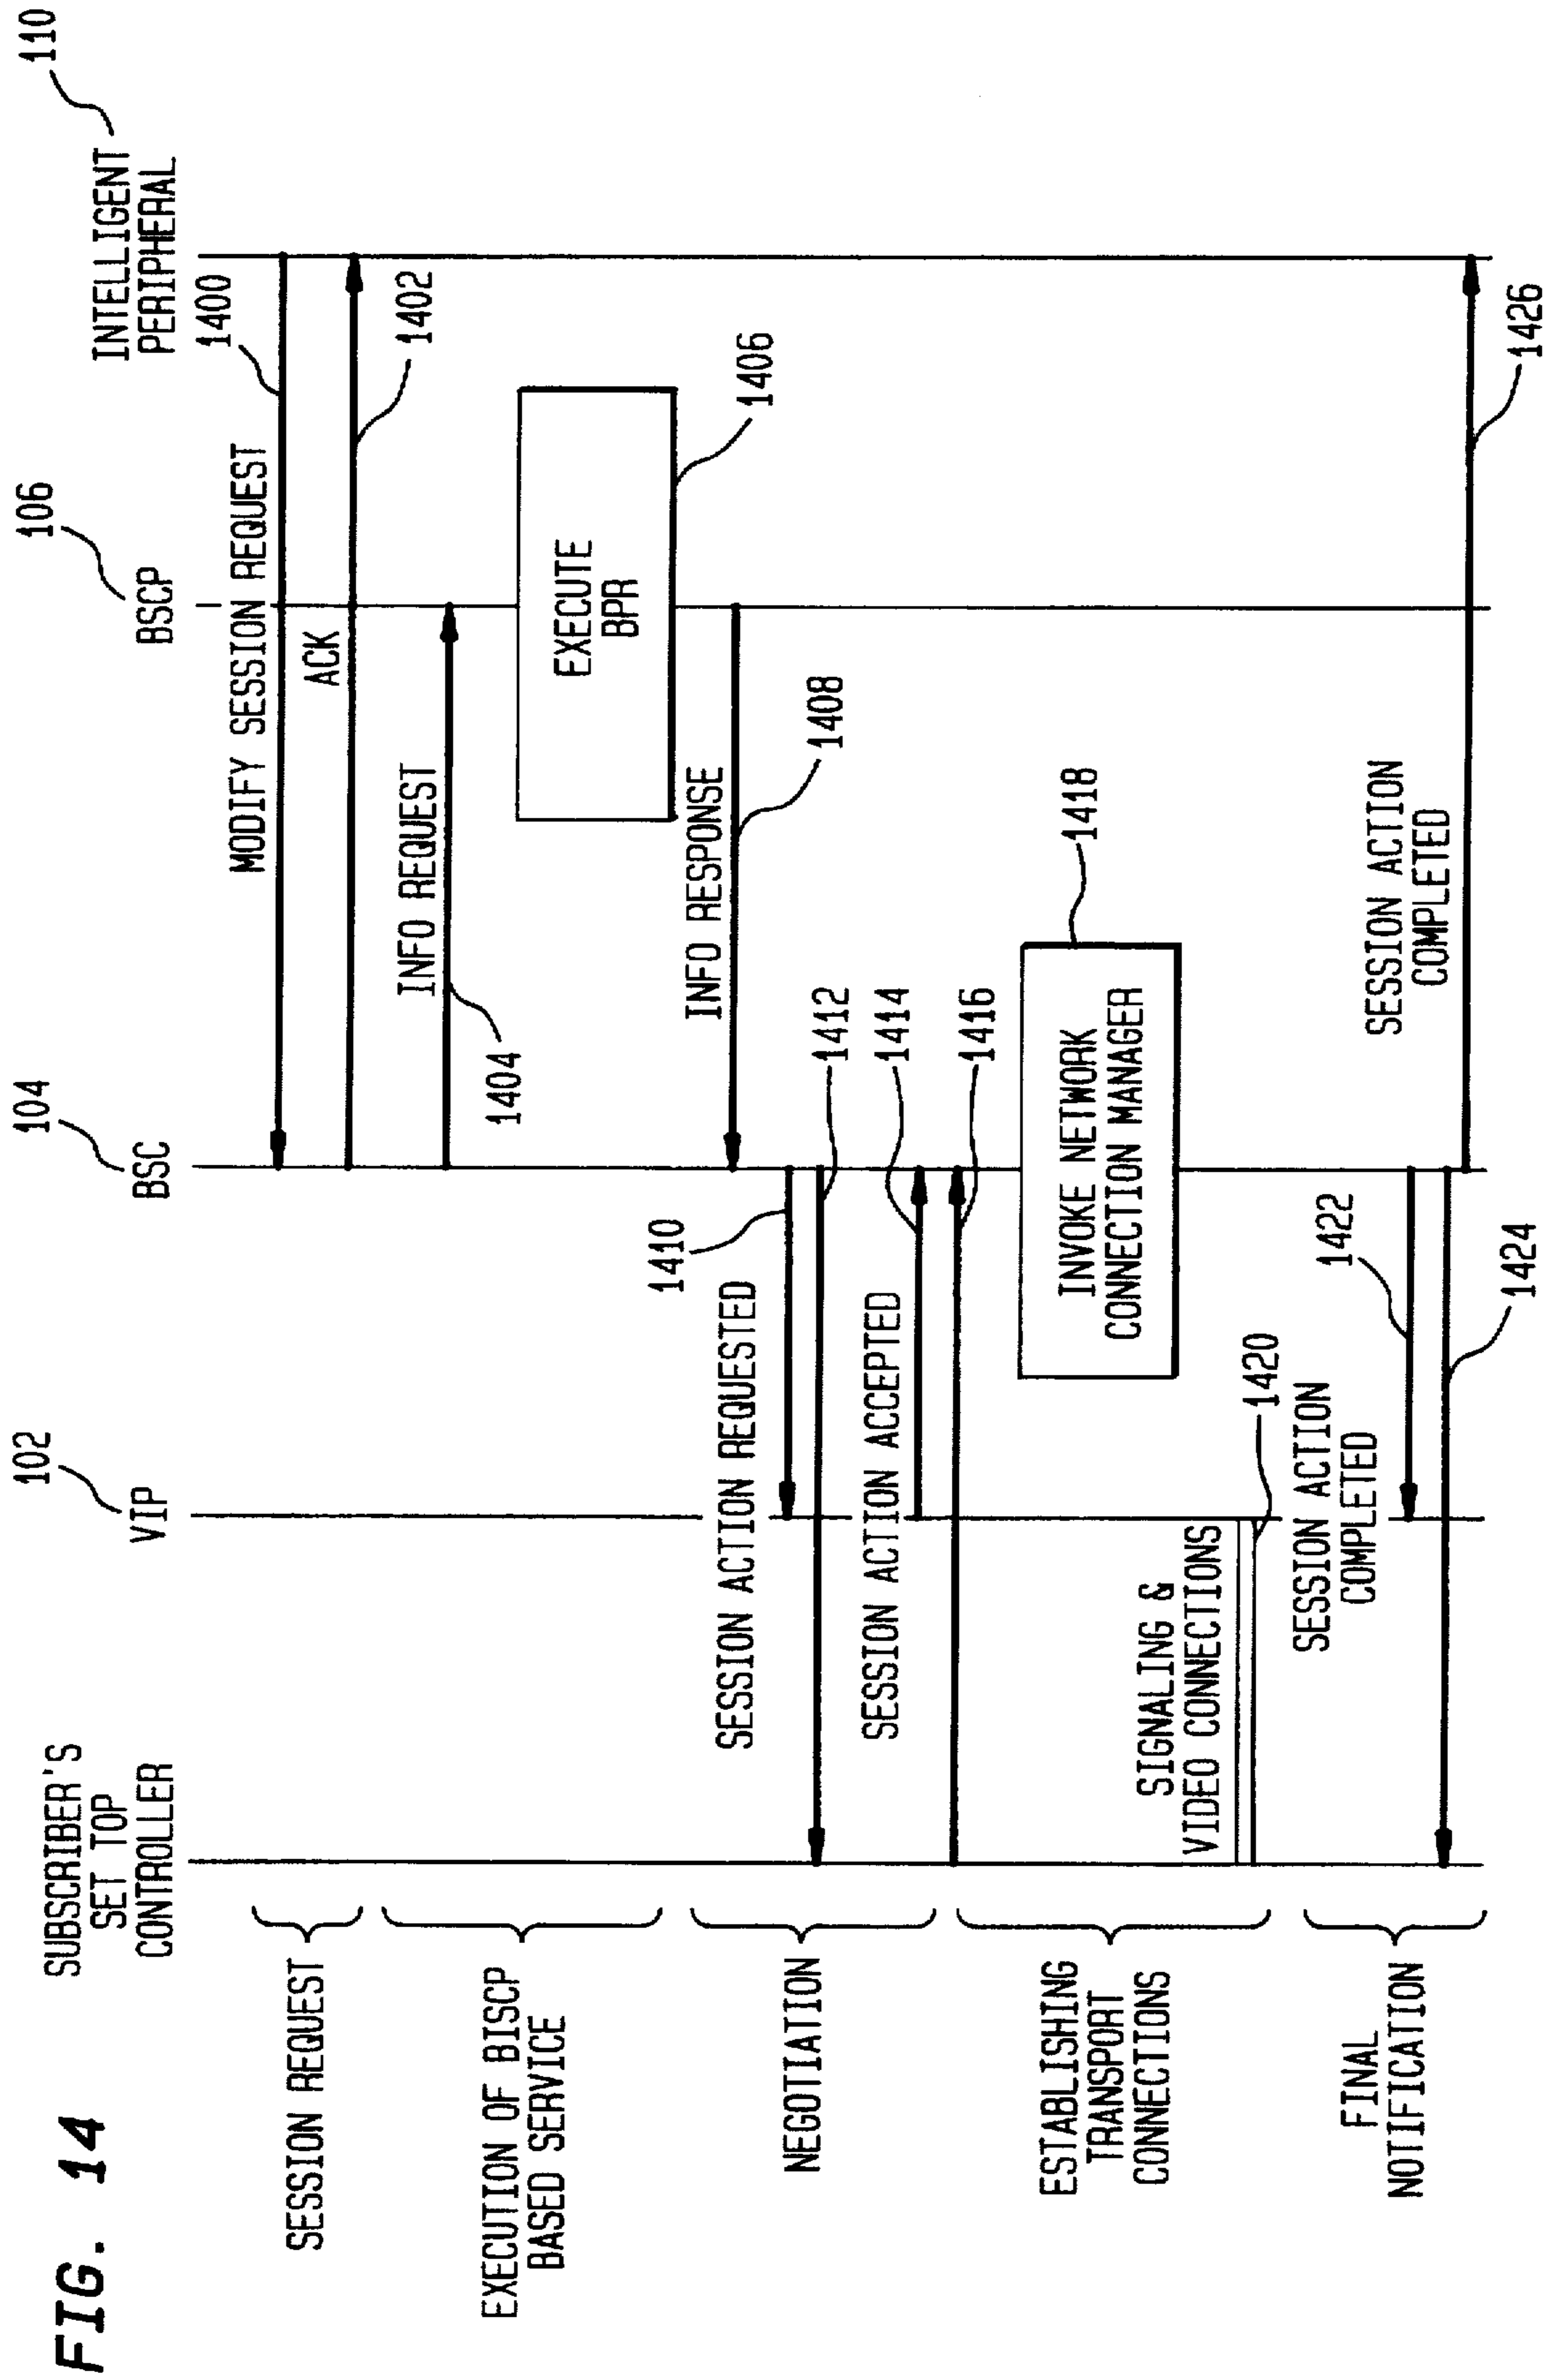 FIG. 14
SUBSCRIBER'S
SET TOP
CONTROLLER
102
VIP
104
BSC
106
BSCP
INTELLIGENT
PERIPHERAL
110
SESSION REQUEST
MODIFY SESSION REQUEST
1400
ACK
1402
EXECUTION OF BISCP
BASED SERVICE
INFO REQUEST
1404
EXECUTE
BPR
1406
INFO RESPONSE
1408
NEGOTIATION
SESSION ACTION REQUESTED
1410
1412
SESSION ACTION ACCEPTED
1414
1416
ESTABLISHING
TRANSPORT
CONNECTIONS
INVOKE NETWORK
CONNECTION MANAGER
1418
SIGNALING &
VIDEO CONNECTIONS
1420
FINAL
NOTIFICATION
SESSION ACTION
COMPLETED
1422
1424
SESSION ACTION
COMPLETED
1426